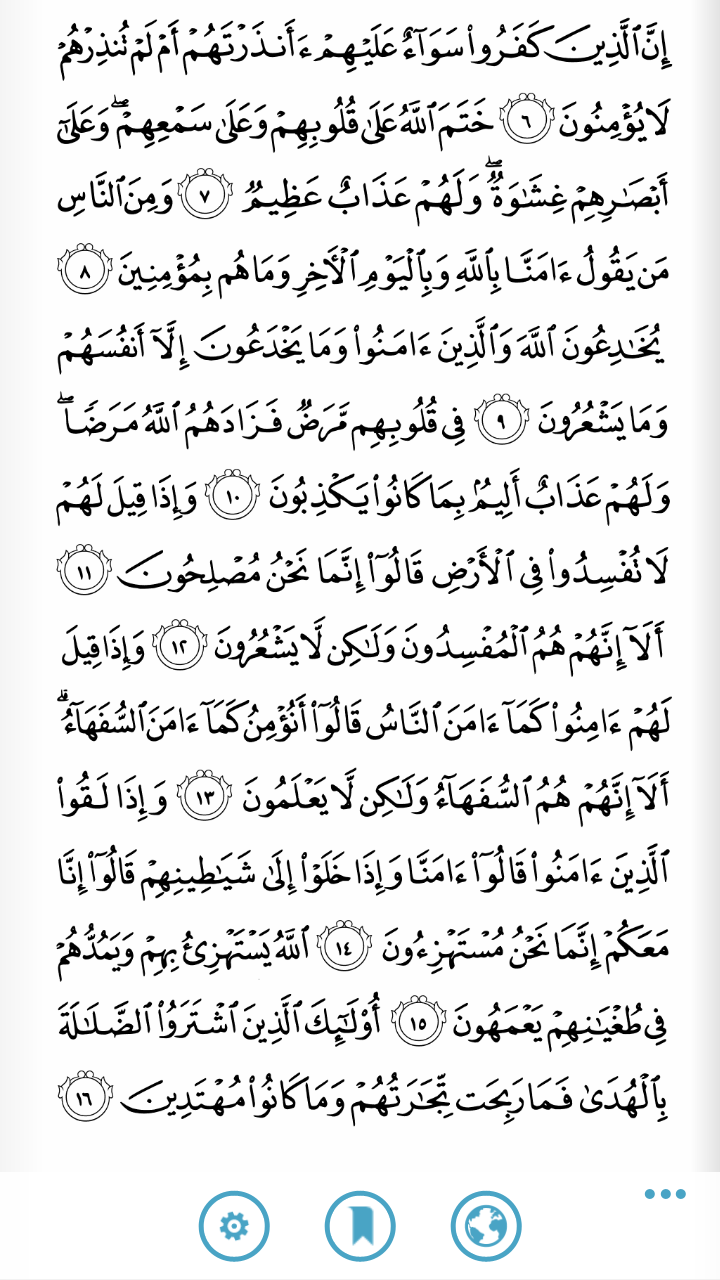 إِنَّ ٱلَّذِينَ كَفَرُوا۟ سَوَآءٌ عَلَيْهِمْ ءَأَنذَرْتَهُمْ أَمْ لَمْ تُنذِرْهُمْ
لَا يُؤْمِنُونَ ٦ خَتَمَ ٱللَّهُ عَلَىٰ قُلُوبِهِمْ وَعَلَىٰ سَمْعِهِمْ ۖ وَعَلَىٰٓ
أَبْصَٰرِهِمْ غِشَٰوَةٌ ۖ وَلَهُمْ عَذَابٌ عَظِيمٌ ٧ وَمِنَ ٱلنَّاسِ
مَن يَقُولُ ءَامَنَّا بِٱللَّهِ وَبِٱلْيَوْمِ ٱلْءَاخِرِ وَمَا هُم بِمُؤْمِنِينَ ٨
يُخَٰدِعُونَ ٱللَّهَ وَٱلَّذِينَ ءَامَنُوا۟ وَمَا يَخْدَعُونَ إِلَّآ أَنفُسَهُمْ
وَمَا يَشْعُرُونَ ٩ فِى قُلُوبِهِم مَّرَضٌ فَزَادَهُمُ ٱللَّهُ مَرَضًا ۖ
وَلَهُمْ عَذَابٌ أَلِيمٌۢ بِمَا كَانُوا۟ يَكْذِبُونَ ١٠ وَإِذَا قِيلَ لَهُمْ
لَا تُفْسِدُوا۟ فِى ٱلْأَرْضِ قَالُوٓا۟ إِنَّمَا نَحْنُ مُصْلِحُونَ ١١
أَلَآ إِنَّهُمْ هُمُ ٱلْمُفْسِدُونَ وَلَٰكِن لَّا يَشْعُرُونَ ١٢ وَإِذَا قِيلَ
لَهُمْ ءَامِنُوا۟ كَمَآ ءَامَنَ ٱلنَّاسُ قَالُوٓا۟ أَنُؤْمِنُ كَمَآ ءَامَنَ ٱلسُّفَهَآءُ ۗ
أَلَآ إِنَّهُمْ هُمُ ٱلسُّفَهَآءُ وَلَٰكِن لَّا يَعْلَمُونَ ١٣ وَإِذَا لَقُوا۟
ٱلَّذِينَ ءَامَنُوا۟ قَالُوٓا۟ ءَامَنَّا وَإِذَا خَلَوْا۟ إِلَىٰ شَيَٰطِينِهِمْ قَالُوٓا۟ إِنَّا
مَعَكُمْ إِنَّمَا نَحْنُ مُسْتَهْزِءُونَ ١٤ ٱللَّهُ يَسْتَهْزِئُ بِهِمْ وَيَمُدُّهُمْ
فِى طُغْيَٰنِهِمْ يَعْمَهُونَ ١٥ أُو۟لَٰٓئِكَ ٱلَّذِينَ ٱشْتَرَوُا۟ ٱلضَّلَٰلَةَ
بِٱلْهُدَىٰ فَمَا رَبِحَت تِّجَٰرَتُهُمْ وَمَا كَانُوا۟ مُهْتَدِينَ ١٦